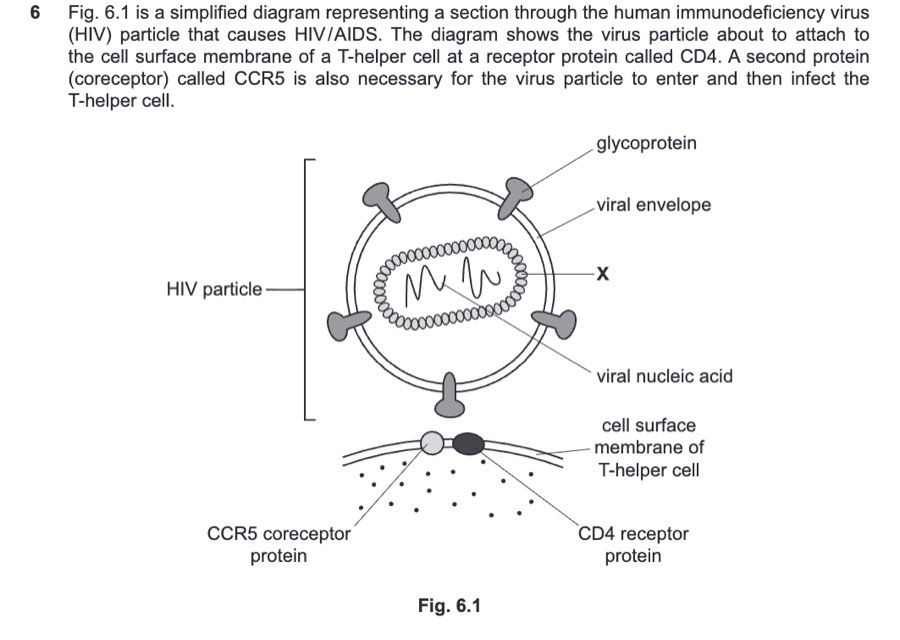 6 Fig. 6.1 is a simplified diagram representing a section through the human immunodeficiency virus
(HIV) particle that causes HIV/AIDS. The diagram shows the virus particle about to attach to
the cell surface membrane of a T-helper cell at a receptor protein called CD4. A second protein
(coreceptor) called CCR5 is also necessary for the virus particle to enter and then infect the
T-helper cell.
glycoprotein
viral envelope
X
HIV particle
viral nucleic acid
cell surface
membrane of
T-helper cell
CCR5 coreceptor
protein
CD4 receptor
protein
Fig. 6.1